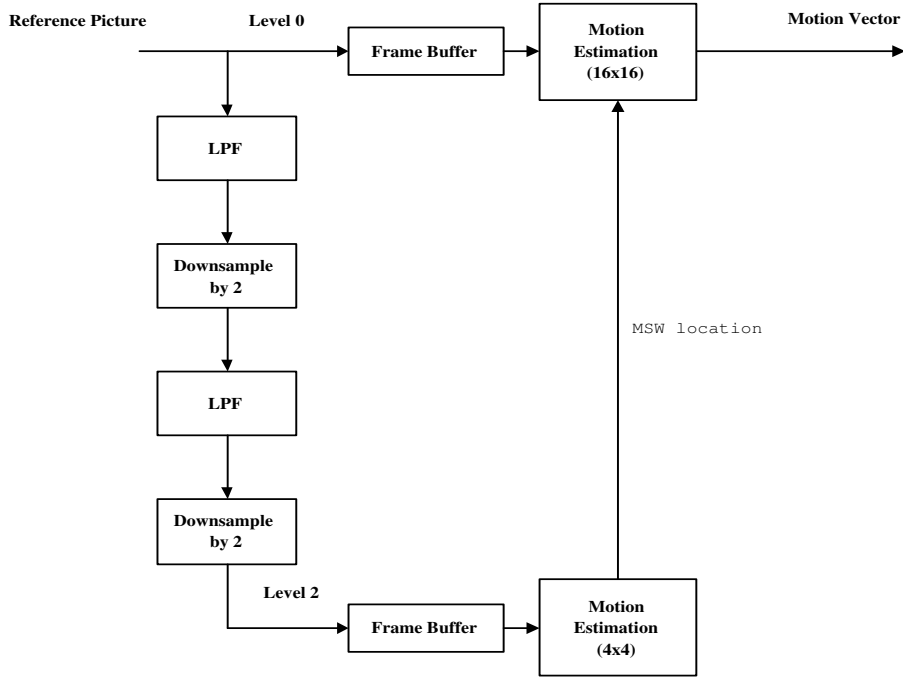 Reference Picture
Level 0
Motion Vector
Frame Buffer
Motion
Estimation
(16x16)
LPF
Downsample
by 2
MSW location
LPF
Downsample
by 2
Level 2
Frame Buffer
Motion
Estimation
(4x4)